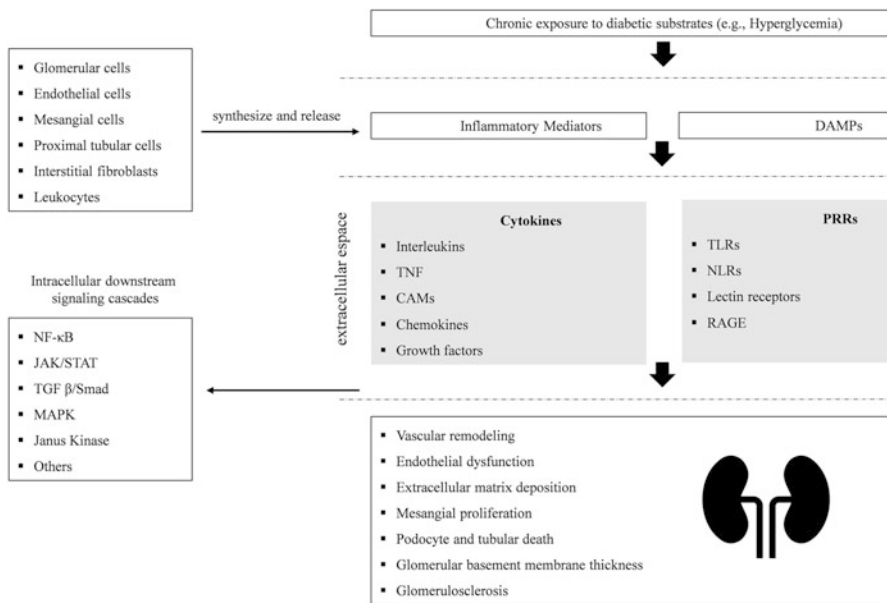 Chronic exposure to diabetic substrates (e.g., Hyperglycemia)
Glomerular cells
Endothelial cells
Mesangial cells
Proximal tubular cells
Interstitial fibroblasts
Leukocytes
synthesize and release
Inflammatory Mediators
DAMPs
extracellular espace
Cytokines
Interleukins
TNF
CAMs
Chemokines
Growth factors
PRRs
TLRs
NLRs
Lectin receptors
RAGE
Intracellular downstream
signaling cascades
NF-κB
JAK/STAT
TGF β/Smad
MAPK
Janus Kinase
Others
Vascular remodeling
Endothelial dysfunction
Extracellular matrix deposition
Mesangial proliferation
Podocyte and tubular death
Glomerular basement membrane thickness
Glomerulosclerosis